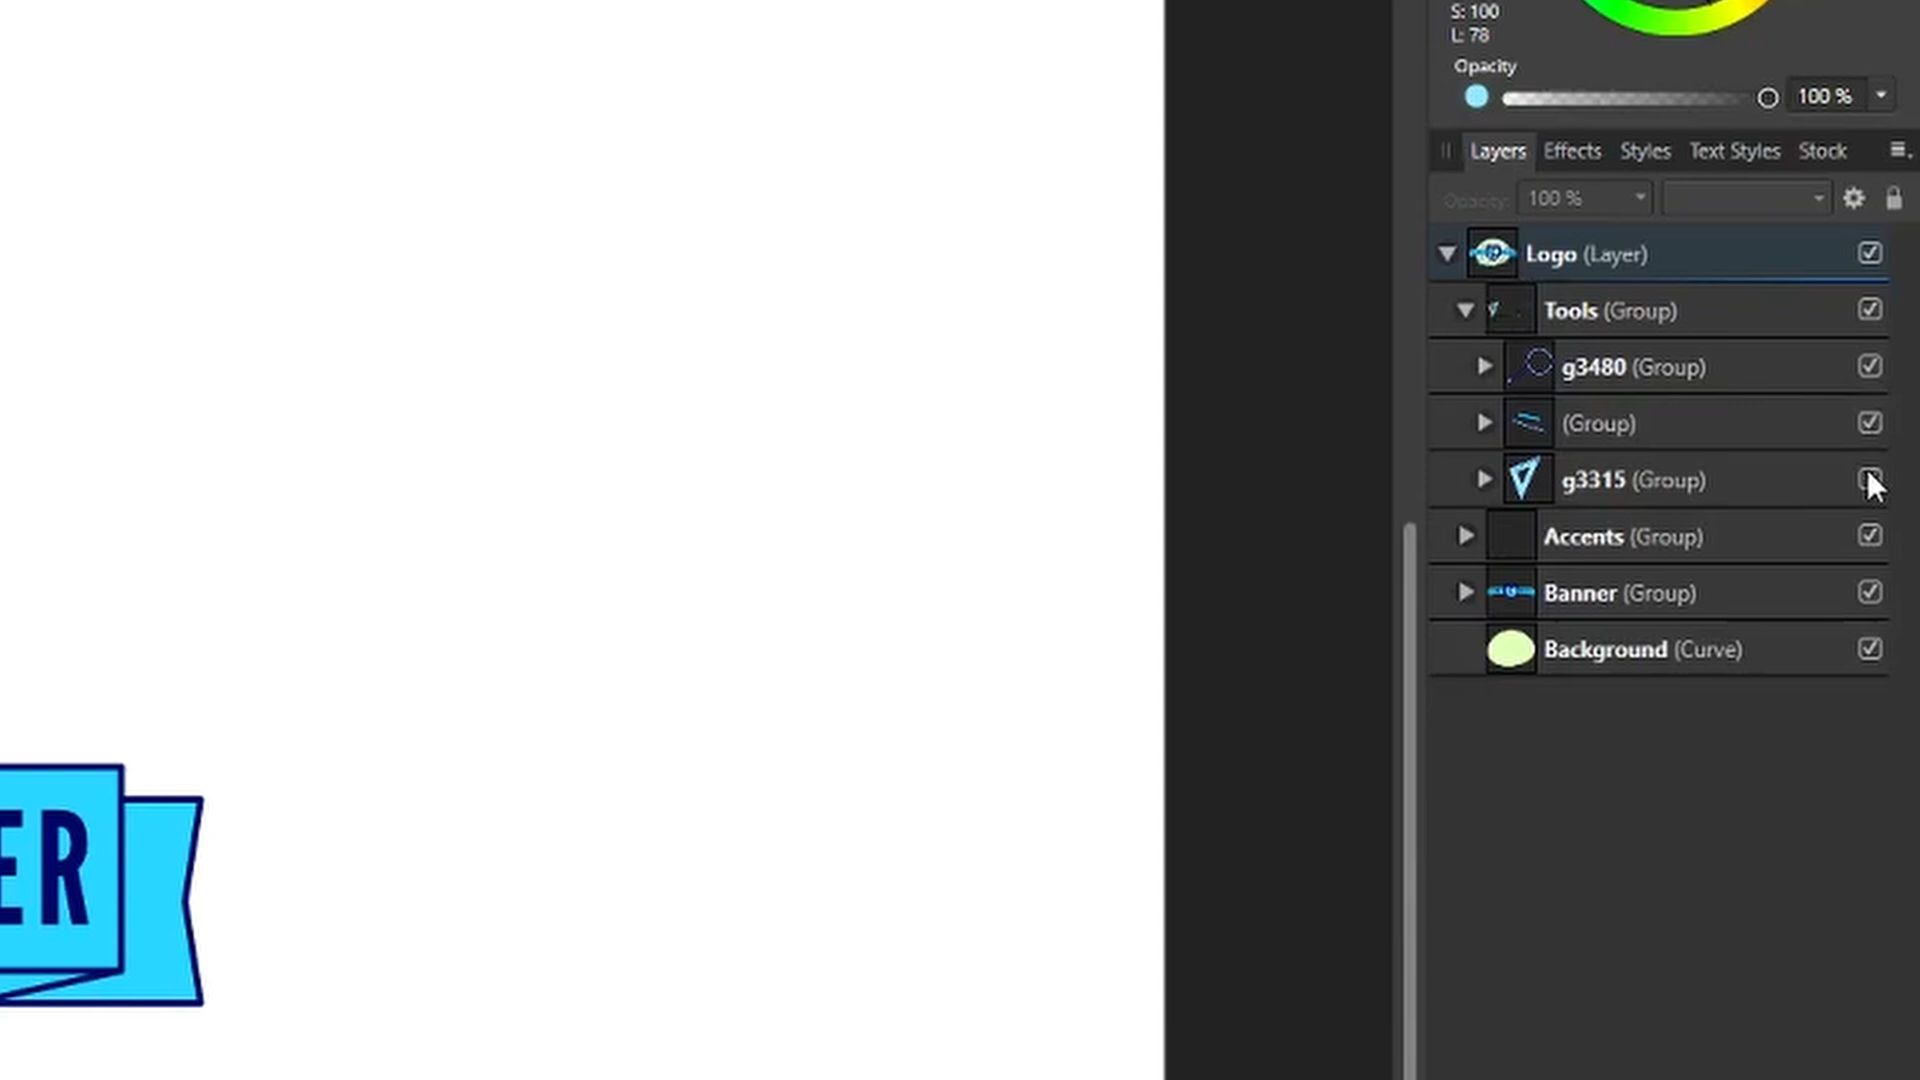 S: 100
L: 78
Opacity
100 %
Layers Effects Styles Text Styles Stock
Opacity: 100 %
Logo (Layer)
Tools (Group)
g3480 (Group)
(Group)
g3315 (Group)
Accents (Group)
Banner (Group)
Background (Curve)
ER